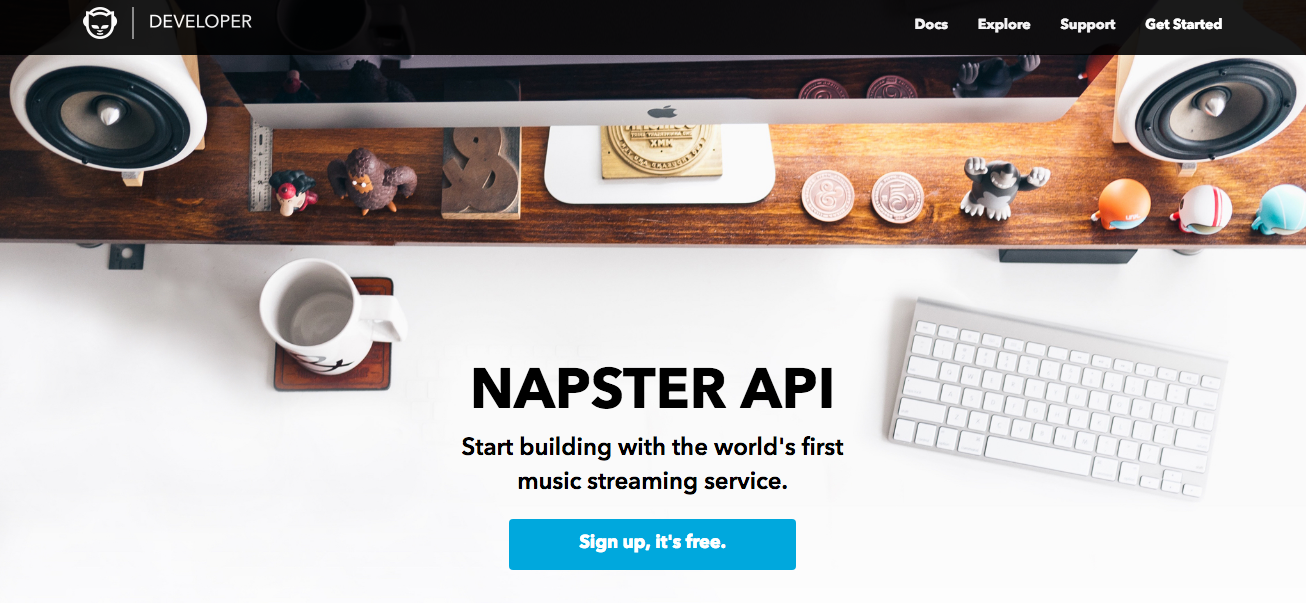 DEVELOPER
Docs
Explore
Support
Get Started
NAPSTER API
Start building with the world's first
music streaming service.
Sign up, it's free.